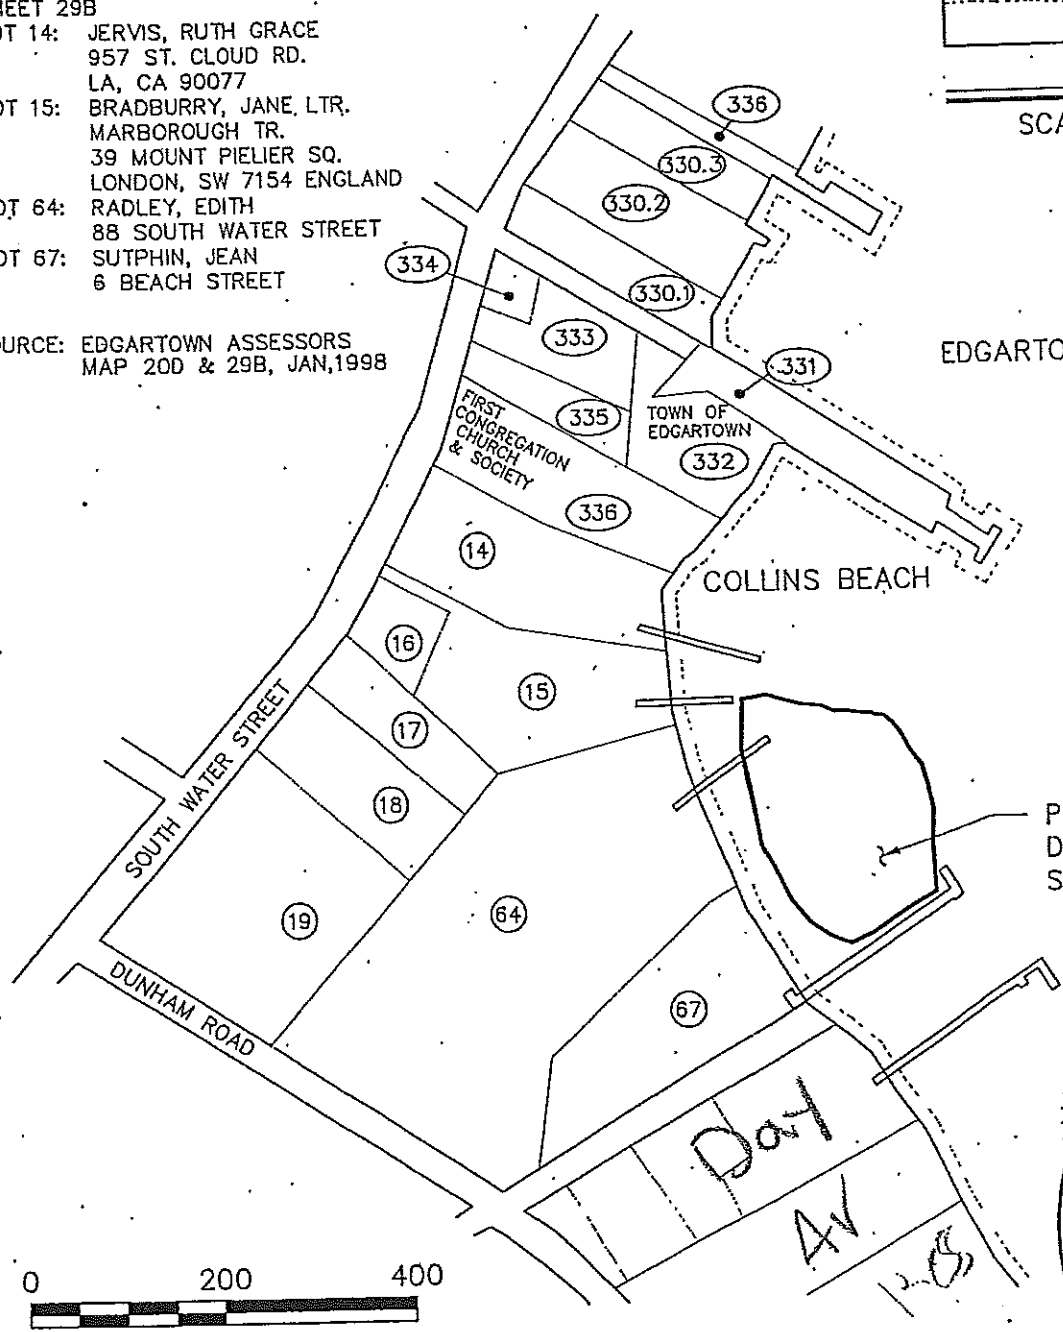 EET 29B
OT 14: JERVIS, RUTH GRACE
957 ST. CLOUD RD.
LA, CA 90077
OT 15: BRADBURRY, JANE, LTR.
MARBOROUGH TR.
39 MOUNT PIELIER SQ.
LONDON, SW 7154 ENGLAND
OT 64: RADLEY, EDITH
88 SOUTH WATER STREET
OT 67: SUTPHIN, JEAN
6 BEACH STREET
URCE: EDGARTOWN ASSESSORS
MAP 20D & 29B, JAN,1998
SCA
336
330.3
330.2
334
330.1
333
331
EDGARTO
335
TOWN OF
EDGARTOWN
332
FIRST
CONGREGATION
CHURCH
& SOCIETY
336
14
COLLINS BEACH
16
15
17
18
SOUTH WATER STREET
P
D
S
19
64
67
DUNHAM ROAD
0 200 400